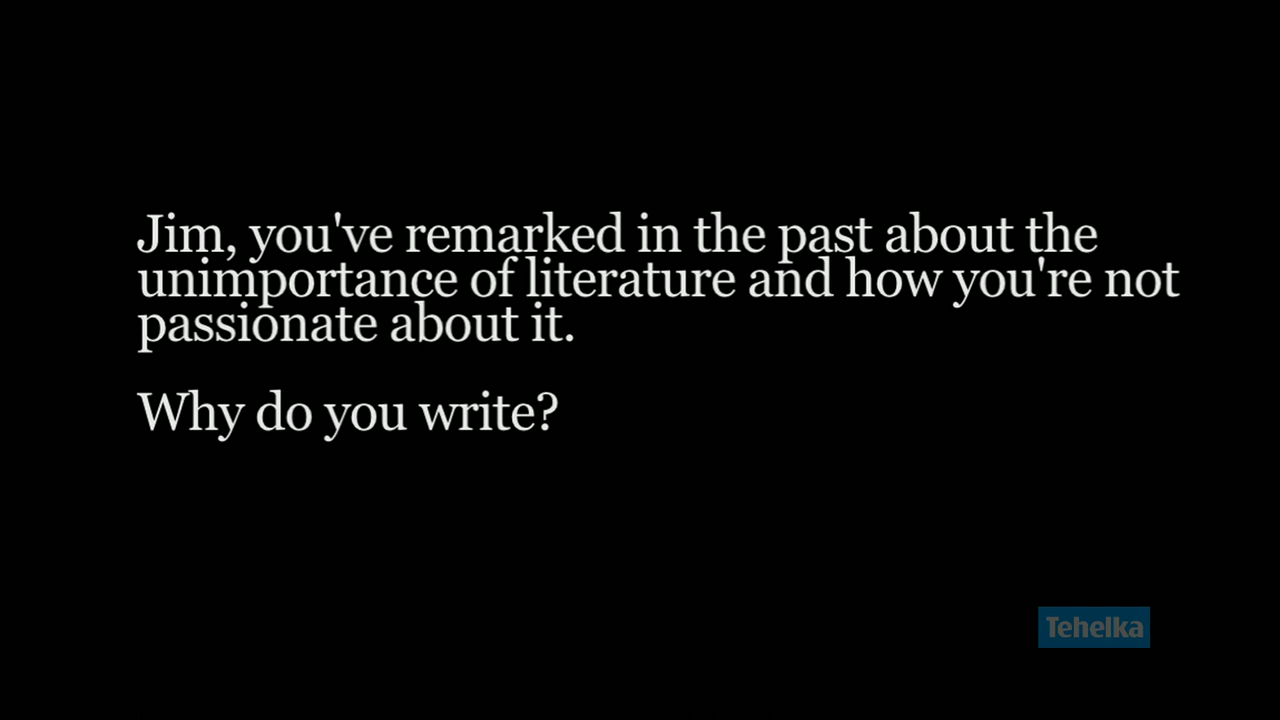 Jim, you've remarked in the past about the
unimportance of literature and how you're not
passionate about it.
Why do you write?
Tehelka